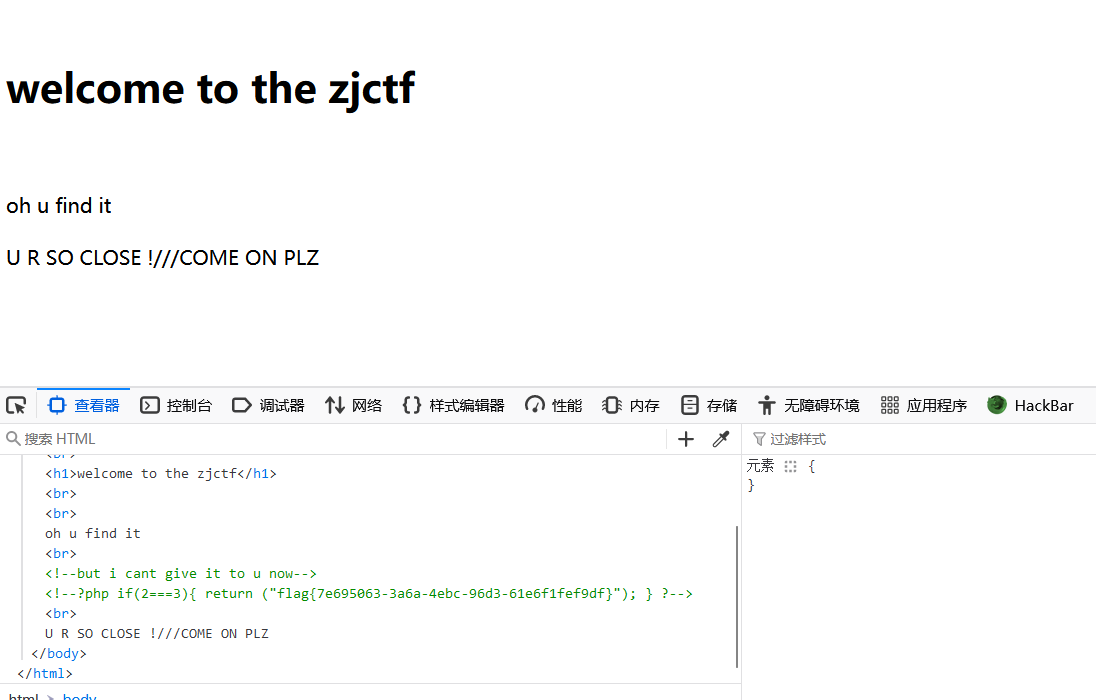 welcome to the zjctf
oh u find it
U R SO CLOSE !///COME ON PLZ
查看器 控制台 调试器 网络 样式编辑器 性能 内存 存储 无障碍环境 应用程序 HackBar
搜索 HTML
过滤样式
<br>
<h1>welcome to the zjctf</h1>
<br>
<br>
oh u find it
<br>
<!--but i cant give it to u now-->
<!--?php if(2===3){ return ("flag{7e695063-3a6a-4ebc-96d3-61e6f1fef9df}"); } ?-->
<br>
U R SO CLOSE !///COME ON PLZ
</body>
</html>
html > body
元素 {
}